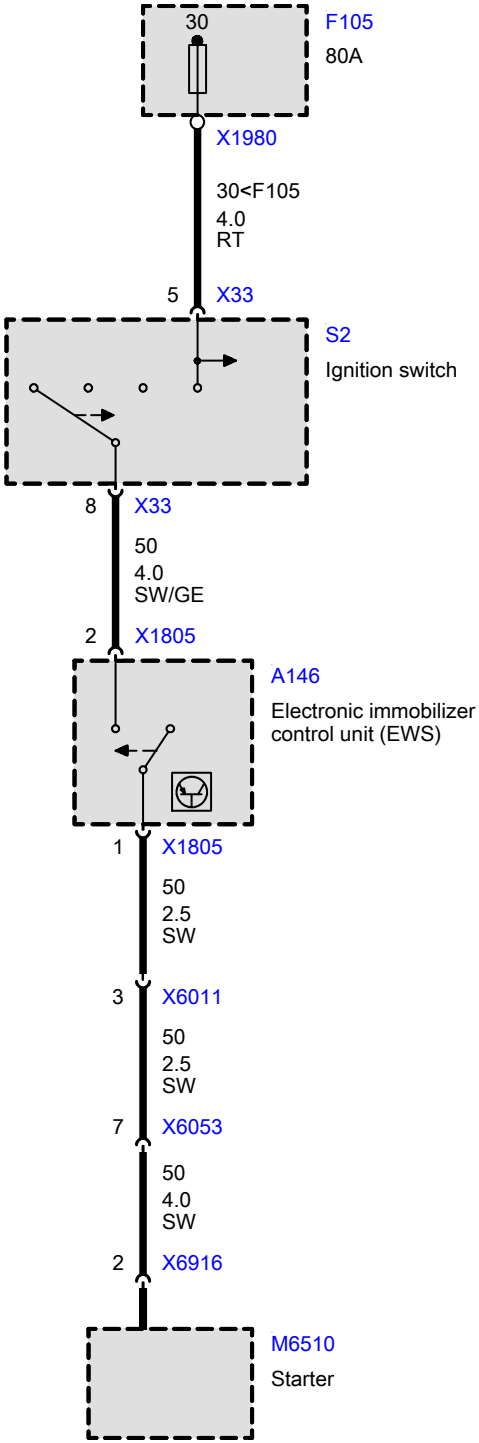 30
F105
80A
X1980
30<F105
4.0
RT
5 X33
S2
Ignition switch
8 X33
50
4.0
SW/GE
2 X1805
A146
Electronic immobilizer
control unit (EWS)
1 X1805
50
2.5
SW
3 X6011
50
2.5
SW
7 X6053
50
4.0
SW
2 X6916
M6510
Starter